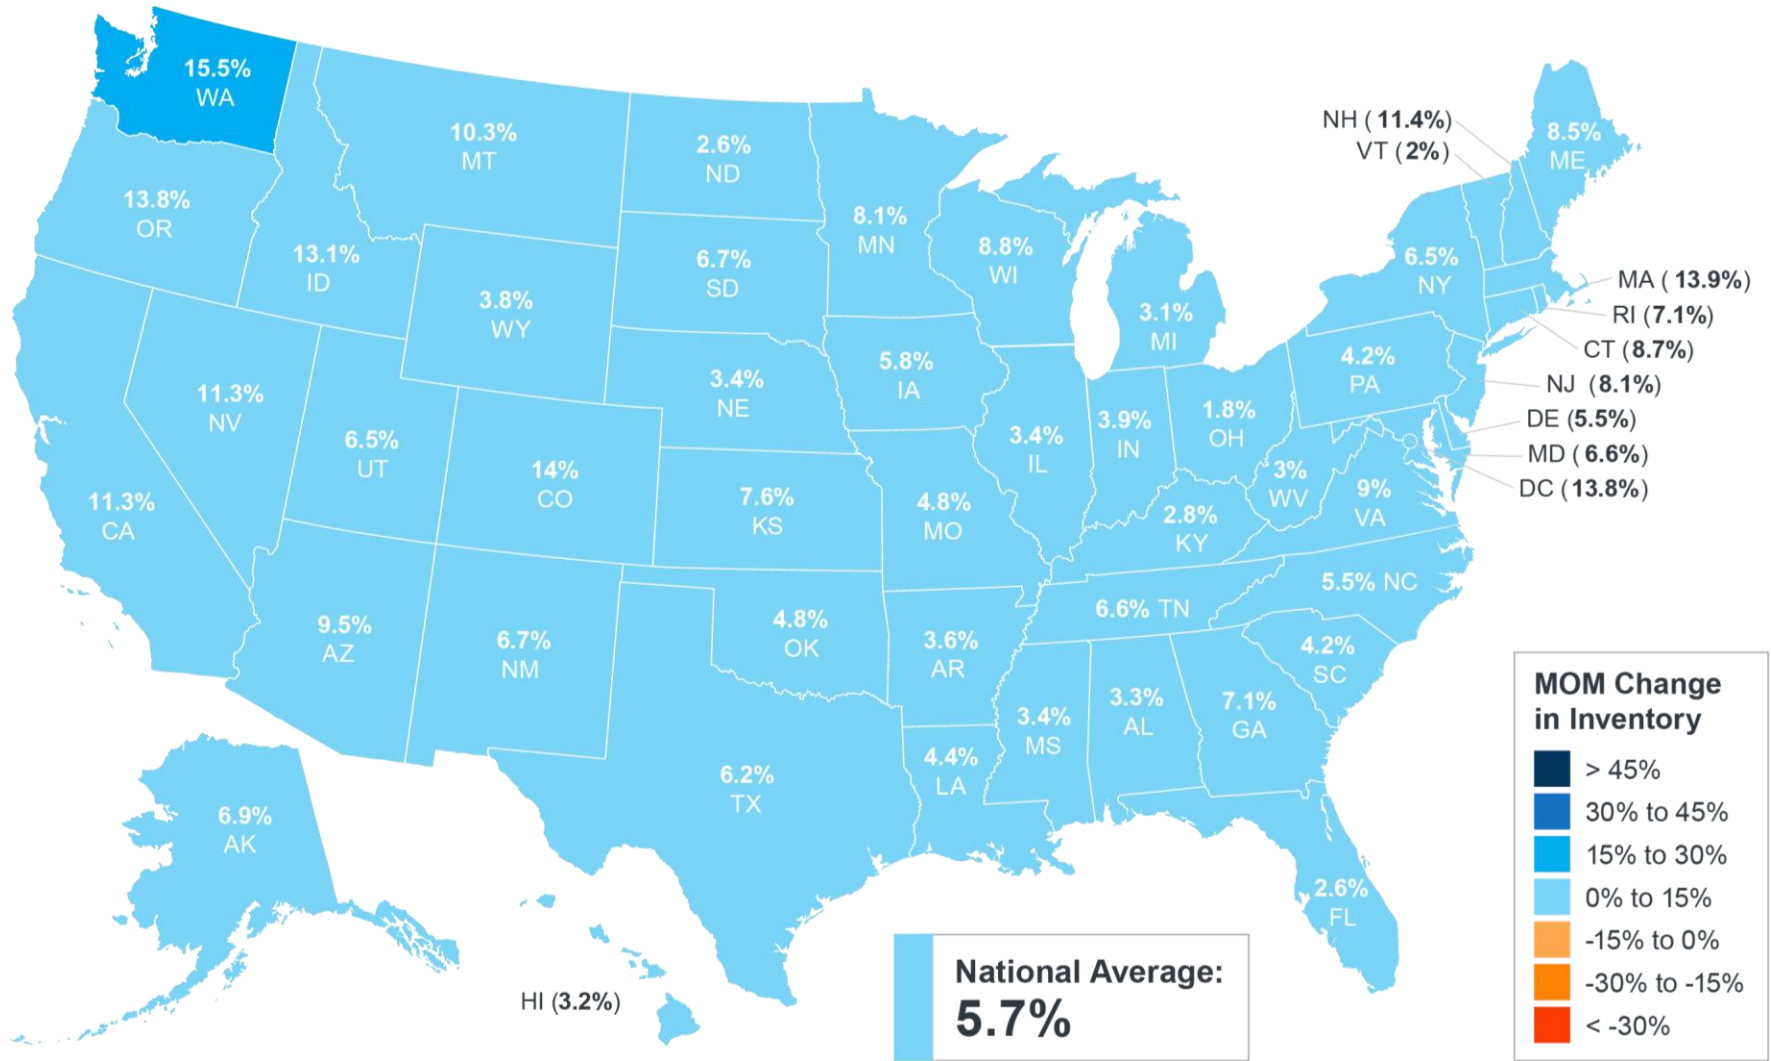 15.5%
WA
10.3%
MT
2.6%
ND
13.8%
OR
13.1%
ID
8.1%
MN
8.8%
WI
NH ( 11.4%)
VT ( 2%)
8.5%
ME
6.7%
SD
3.8%
WY
6.5%
NY
MA ( 13.9%)
RI (7.1%)
CT (8.7%)
NJ (8.1%)
DE (5.5%)
MD ( 6.6%)
DC ( 13.8%)
3.1%
MI
4.2%
PA
5.8%
IA
3.4%
NE
11.3%
NV
6.5%
UT
14%
CO
3.4%
IL
3.9%
IN
1.8%
OH
3%
WV
9%
VA
11.3%
CA
7.6%
KS
4.8%
MO
2.8%
KY
5.5% NC
6.6% TN
9.5%
AZ
6.7%
NM
4.8%
OK
3.6%
AR
4.2%
SC
3.4%
MS
3.3%
AL
7.1%
GA
6.2%
TX
4.4%
LA
6.9%
AK
2.6%
FL
HI (3.2%)
National Average:
5.7%
MOM Change
in Inventory
> 45%
30% to 45%
15% to 30%
0% to 15%
-15% to 0%
-30% to -15%
< -30%